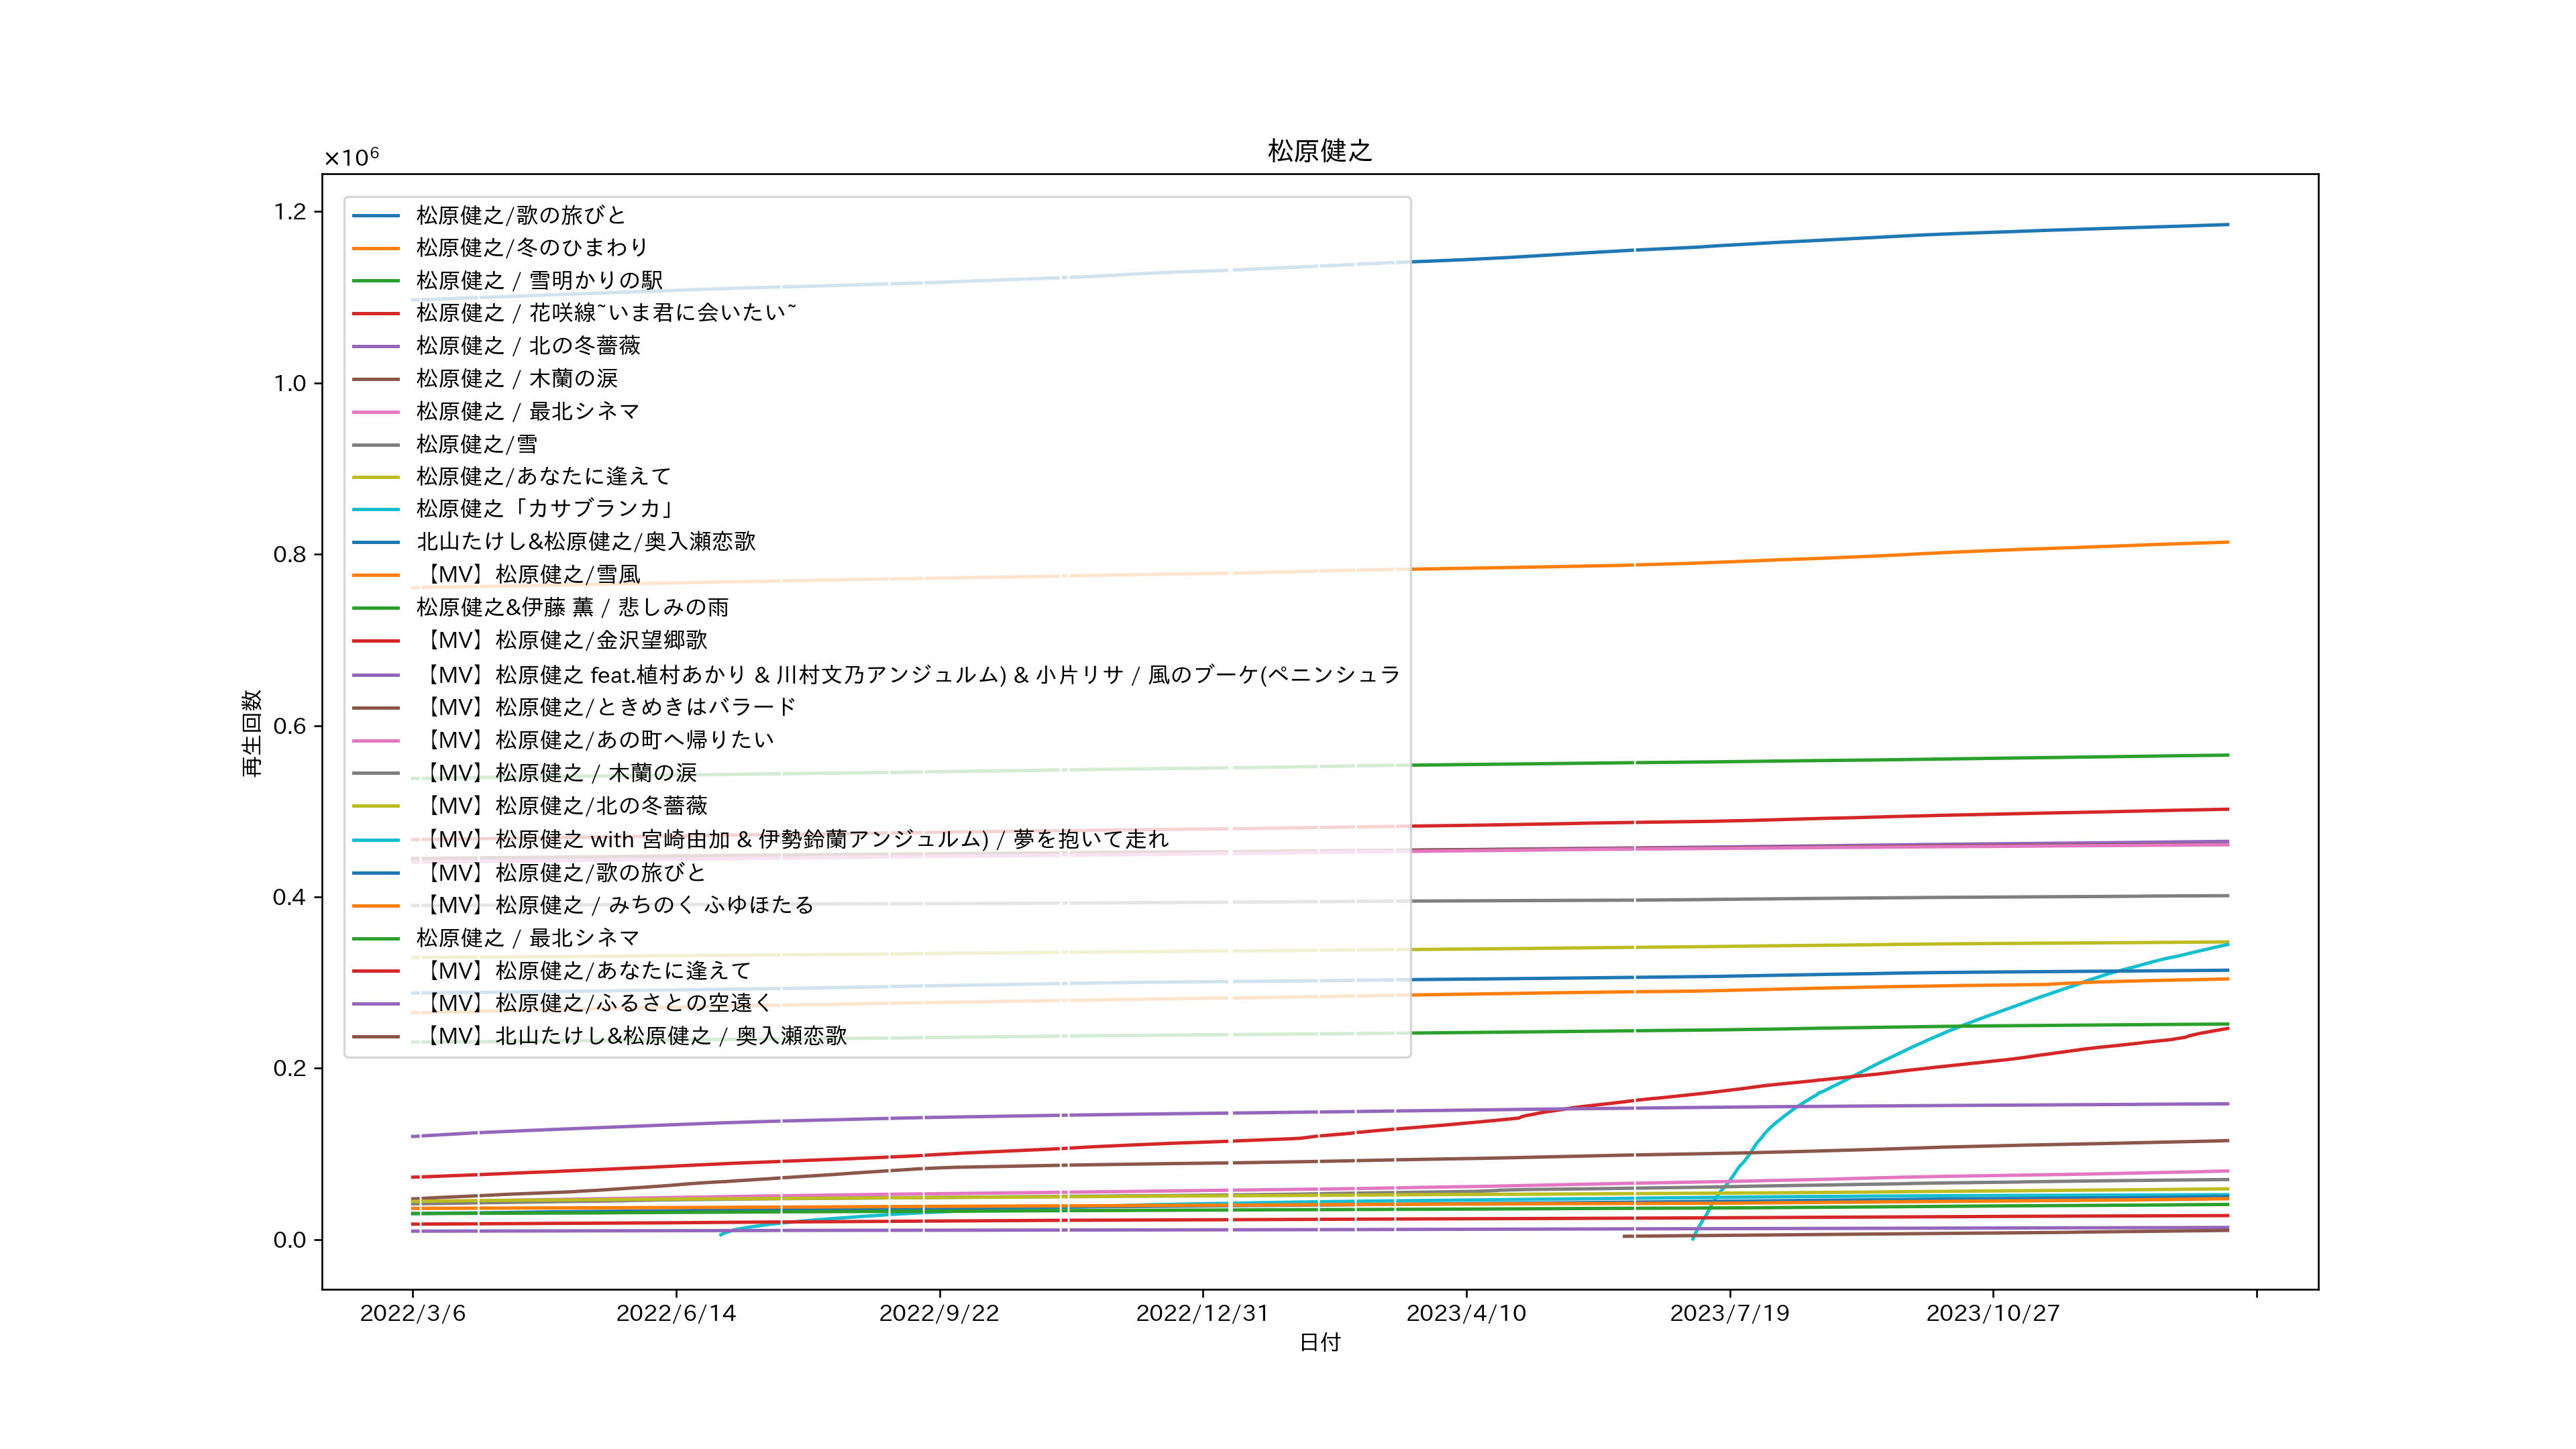 松原健之
×10⁶
1.2
1.0
0.8
0.6
0.4
0.2
0.0
再生回数
松原健之/歌の旅びと
松原健之/冬のひまわり
松原健之 / 雪明かりの駅
松原健之 / 花咲線~いま君に会いたい~
松原健之 / 北の冬薔薇
松原健之 / 木蘭の涙
松原健之 / 最北シネマ
松原健之/雪
松原健之/あなたに逢えて
松原健之「カサブランカ」
北山たけし&松原健之/奥入瀬恋歌
【MV】松原健之/雪風
松原健之&伊藤 薫 / 悲しみの雨
【MV】松原健之/金沢望郷歌
【MV】松原健之 feat.植村あかり & 川村文乃アンジュルム) & 小片リサ / 風のブーケ(ペニンシュラ
【MV】松原健之/ときめきはバラード
【MV】松原健之/あの町へ帰りたい
【MV】松原健之 / 木蘭の涙
【MV】松原健之/北の冬薔薇
【MV】松原健之 with 宮崎由加 & 伊勢鈴蘭アンジュルム) / 夢を抱いて走れ
【MV】松原健之/歌の旅びと
【MV】松原健之 / みちのく ふゆほたる
松原健之 / 最北シネマ
【MV】松原健之/あなたに逢えて
【MV】松原健之/ふるさとの空遠く
【MV】北山たけし&松原健之 / 奥入瀬恋歌
2022/3/6 2022/6/14 2022/9/22 2022/12/31 2023/4/10 2023/7/19 2023/10/27
日付